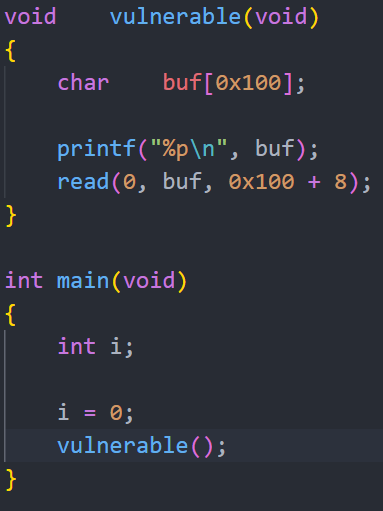 void    vulnerable(void)
{
    char    buf[0x100];

    printf("%p\n", buf);
    read(0, buf, 0x100 + 8);
}

int main(void)
{
    int i;

    i = 0;
    vulnerable();
}